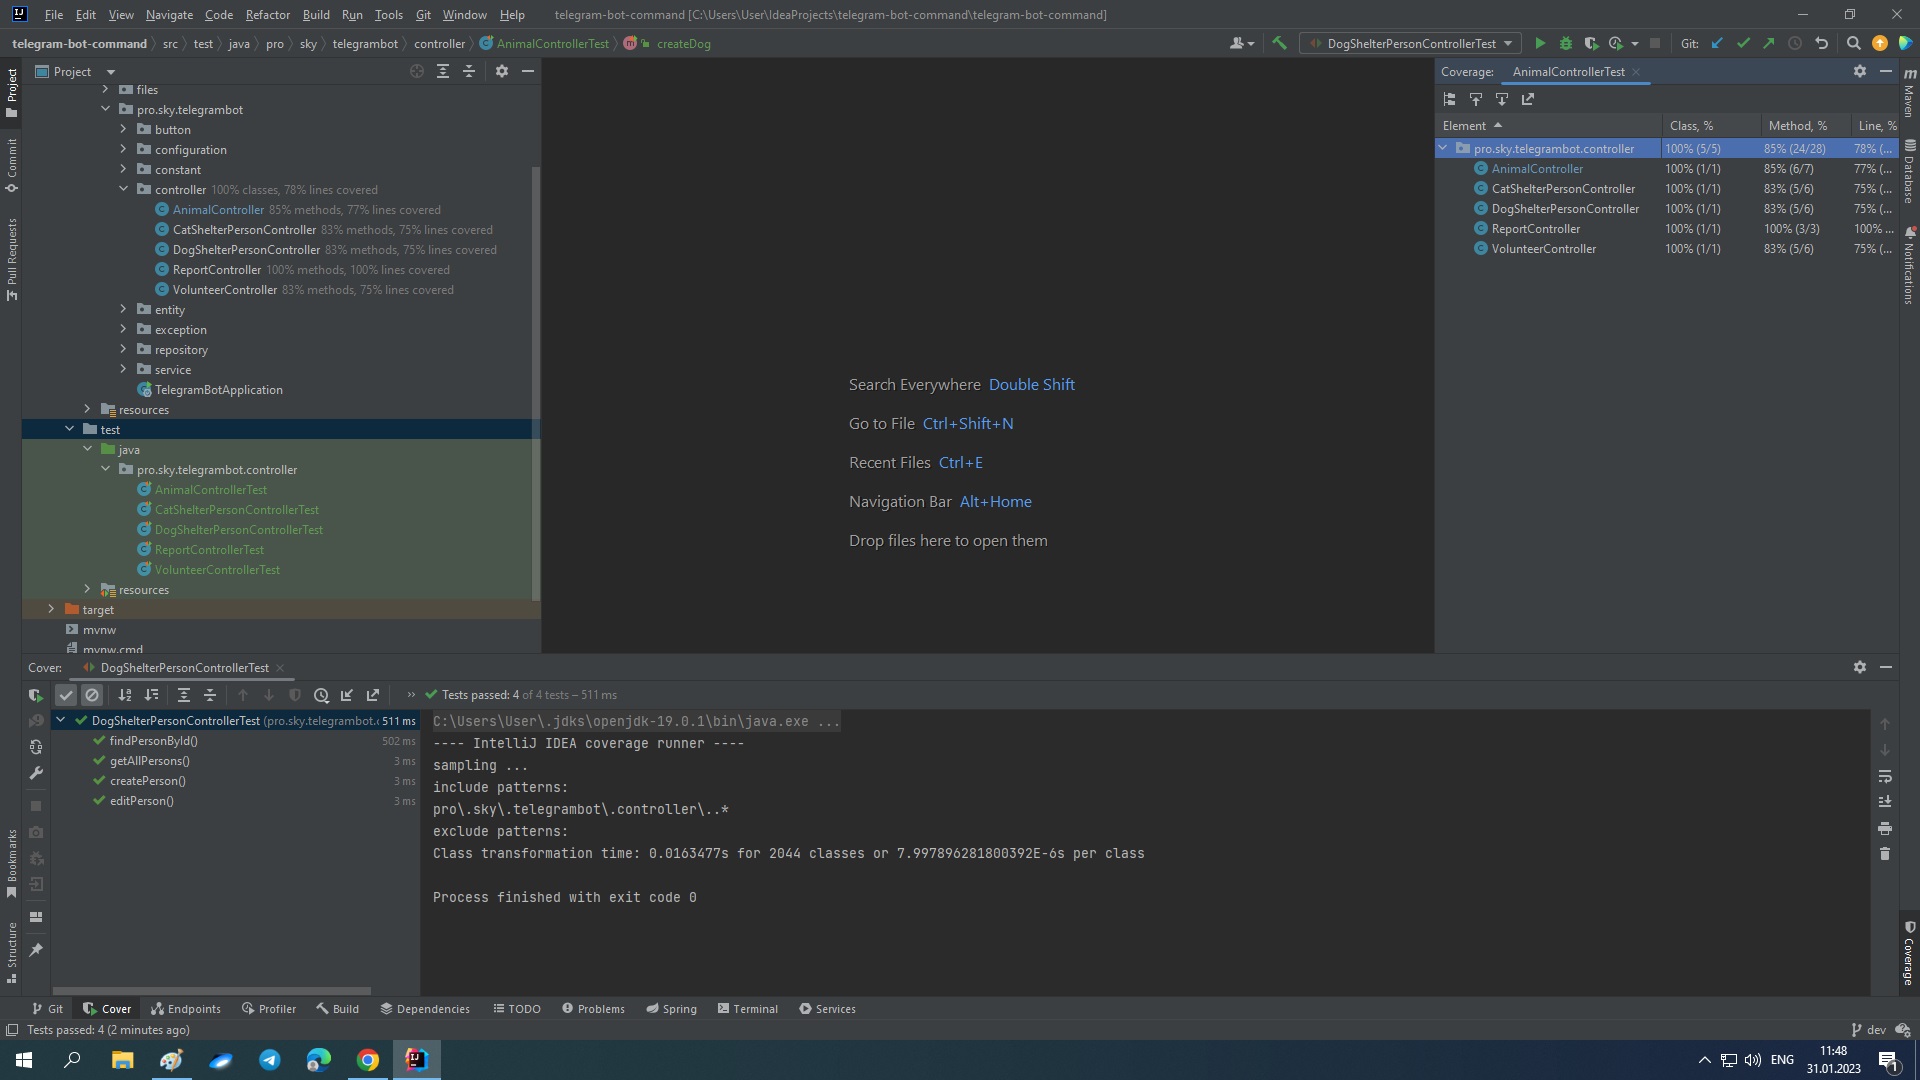 File Edit View Navigate Code Refactor Build Run Tools Git Window Help telegram-bot-command [C:\Users\User\IdeaProjects\telegram-bot-command\telegram-bot-command]
telegram-bot-command src test java pro sky telegrambot controller AnimalControllerTest createDog DogShelterPersonControllerTest Git:
Project
Coverage: AnimalControllerTest
Element Class, % Method, % Line, %
pro.sky.telegrambot.controller 100% (5/5) 85% (24/28) 78% (...
AnimalController 100% (1/1) 85% (6/7) 77% (...
CatShelterPersonController 100% (1/1) 83% (5/6) 75% (...
DogShelterPersonController 100% (1/1) 83% (5/6) 75% (...
ReportController 100% (1/1) 100% (3/3) 100% ...
VolunteerController 100% (1/1) 83% (5/6) 75% (...
files
pro.sky.telegrambot
button
configuration
constant
controller 100% classes, 78% lines covered
AnimalController 85% methods, 77% lines covered
CatShelterPersonController 83% methods, 75% lines covered
DogShelterPersonController 83% methods, 75% lines covered
ReportController 100% methods, 100% lines covered
VolunteerController 83% methods, 75% lines covered
entity
exception
repository
service
TelegramBotApplication
resources
test
java
pro.sky.telegrambot.controller
AnimalControllerTest
CatShelterPersonControllerTest
DogShelterPersonControllerTest
ReportControllerTest
VolunteerControllerTest
resources
target
mvnw
mvnw.cmd
Search Everywhere Double Shift
Go to File Ctrl+Shift+N
Recent Files Ctrl+E
Navigation Bar Alt+Home
Drop files here to open them
Project
Commit
Pull Requests
Bookmarks
Structure
Maven
Database
Notifications
Coverage
Cover: DogShelterPersonControllerTest
Tests passed: 4 of 4 tests – 511 ms
DogShelterPersonControllerTest (pro.sky.telegrambot.c 511 ms
findPersonById() 502 ms
getAllPersons() 3 ms
createPerson() 3 ms
editPerson() 3 ms
C:\Users\User\.jdks\openjdk-19.0.1\bin\java.exe ...
---- IntelliJ IDEA coverage runner ----
sampling ...
include patterns:
pro\.sky\.telegrambot\.controller\..*
exclude patterns:
Class transformation time: 0.0163477s for 2044 classes or 7.997896281800392E-6s per class
Process finished with exit code 0
Git Cover Endpoints Profiler Build Dependencies TODO Problems Spring Terminal Services
Tests passed: 4 (2 minutes ago) dev
ENG 11:48
31.01.2023
1